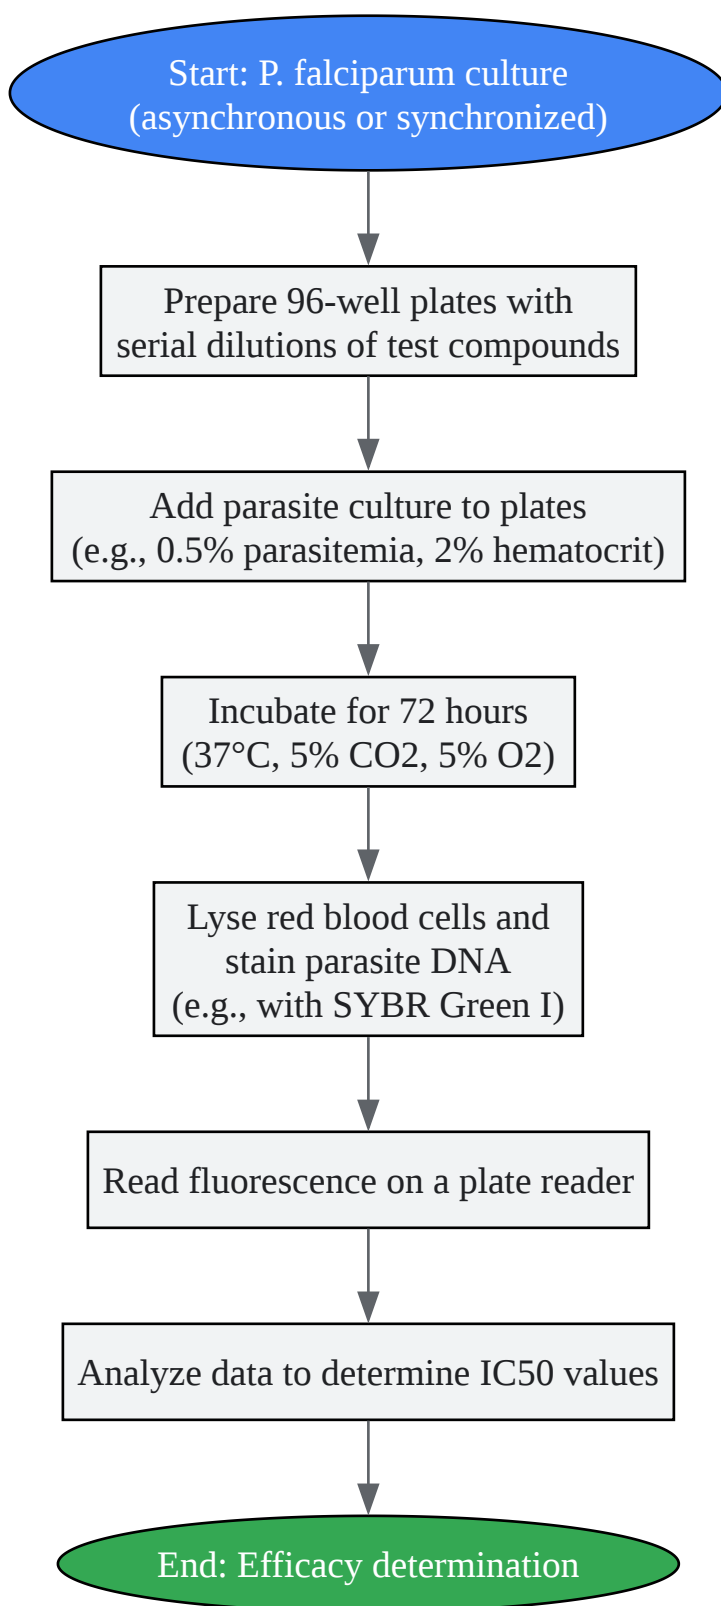 Start: P. falciparum culture
(asynchronous or synchronized)
Prepare 96-well plates with
serial dilutions of test compounds
Add parasite culture to plates
(e.g., 0.5% parasitemia, 2% hematocrit)
Incubate for 72 hours
(37°C, 5% CO2, 5% O2)
Lyse red blood cells and
stain parasite DNA
(e.g., with SYBR Green I)
Read fluorescence on a plate reader
Analyze data to determine IC50 values
End: Efficacy determination